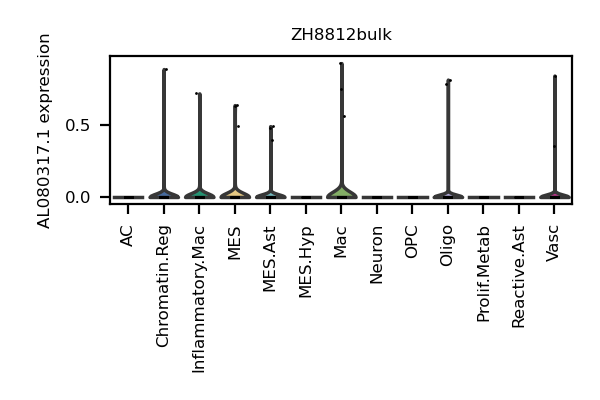 ZH8812bulk
AL080317.1 expression
0.5
0.0
AC
Chromatin.Reg
Inflammatory.Mac
MES
MES.Ast
MES.Hyp
Mac
Neuron
OPC
Oligo
Prolif.Metab
Reactive.Ast
Vasc